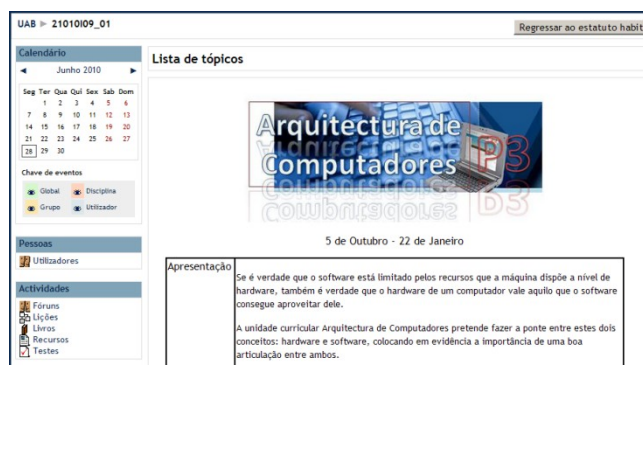 UAB ► 21010I09_01
Regressar ao estatuto habit
Calendário
◄ Junho 2010 ►
Seg Ter Qua Qui Sex Sab Dom
1 2 3 4 5 6
7 8 9 10 11 12 13
14 15 16 17 18 19 20
21 22 23 24 25 26 27
28 29 30
Chave de eventos
Global Disciplina
Grupo Utilizador
Pessoas
Utilizadores
Actividades
Fóruns
Lições
Livros
Recursos
Testes
Lista de tópicos
Arquitectura de
Computadores P3
5 de Outubro - 22 de Janeiro
Apresentação
Se é verdade que o software está limitado pelos recursos que a máquina dispõe a nível de
hardware, também é verdade que o hardware de um computador vale aquilo que o software
consegue aproveitar dele.
A unidade curricular Arquitectura de Computadores pretende fazer a ponte entre estes dois
conceitos: hardware e software, colocando em evidência a importância de uma boa
articulação entre ambos.